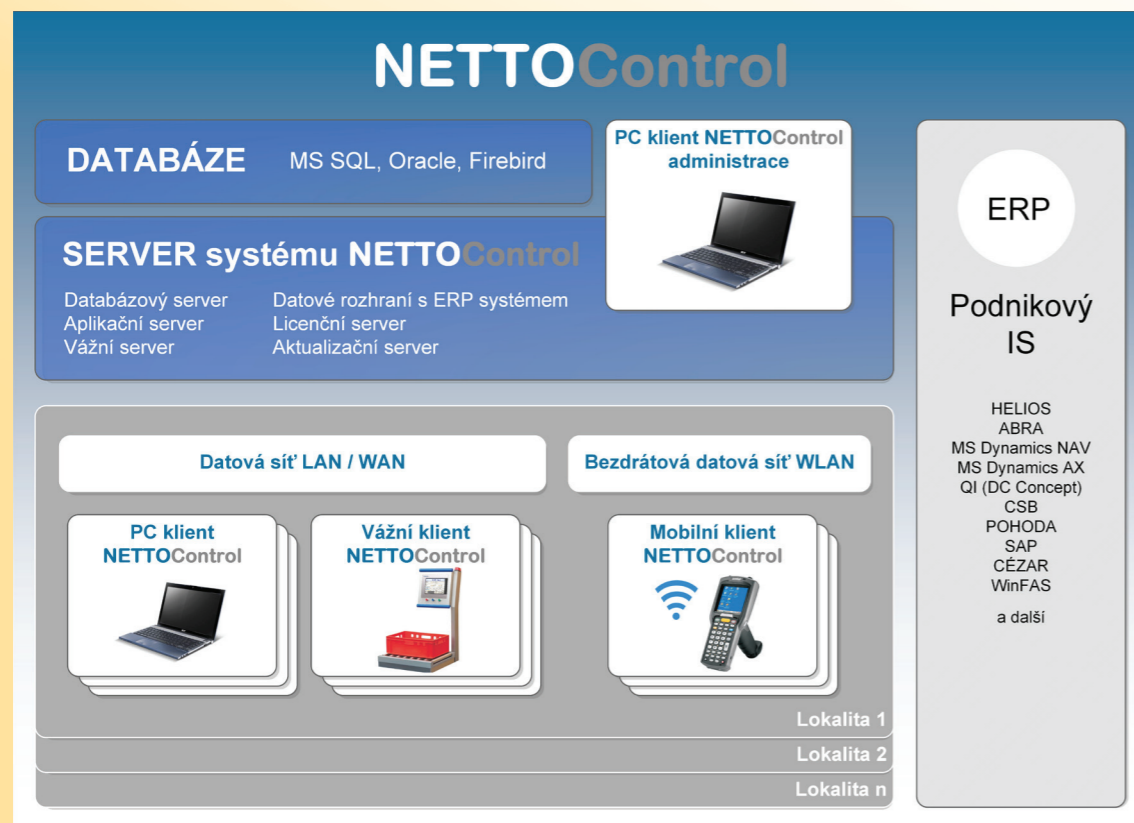 NETTOControl
DATABÁZE
MS SQL, Oracle, Firebird
PC klient NETTOControl
administrace
SERVER systému NETTOControl
Databázový server
Aplikační server
Vážní server
Datové rozhraní s ERP systémem
Licenční server
Aktualizační server
Datová síť LAN / WAN
Bezdrátová datová síť WLAN
PC klient
NETTOControl
Vážní klient
NETTOControl
Mobilní klient
NETTOControl
Lokalita 1
Lokalita 2
Lokalita n
ERP
Podnikový
IS
HELIOS
ABRA
MS Dynamics NAV
MS Dynamics AX
QI (DC Concept)
CSB
POHODA
SAP
CÉZAR
WinFAS
a další